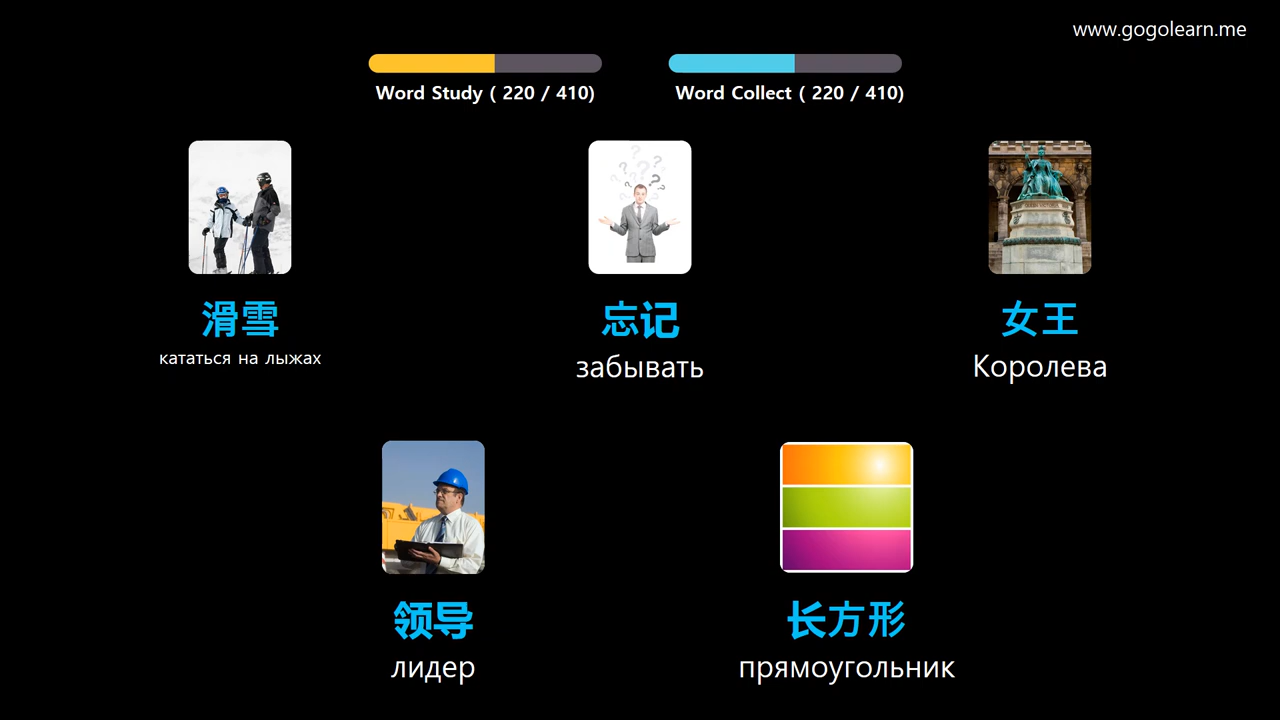 www.gogolearn.me
Word Study ( 220 / 410)
Word Collect ( 220 / 410)
滑雪
кататься на лыжах
忘记
забывать
女王
Королева
领导
лидер
长方形
прямоугольник